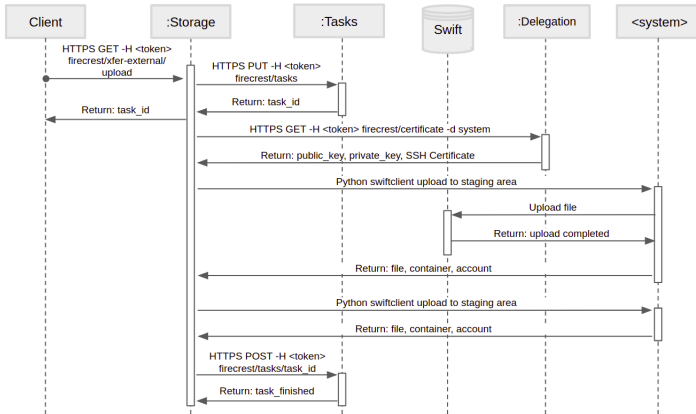 Client
:Storage
:Tasks
Swift
:Delegation
<system>
HTTPS GET -H <token>
firecrest/xfer-external/
upload
HTTPS PUT -H <token>
firecrest/tasks
Return: task_id
Return: task_id
HTTPS GET -H <token> firecrest/certificate -d system
Return: public_key, private_key, SSH Certificate
Python swiftclient upload to staging area
Upload file
Return: upload completed
Return: file, container, account
Python swiftclient upload to staging area
Return: file, container, account
HTTPS POST -H <token>
firecrest/tasks/task_id
Return: task_finished